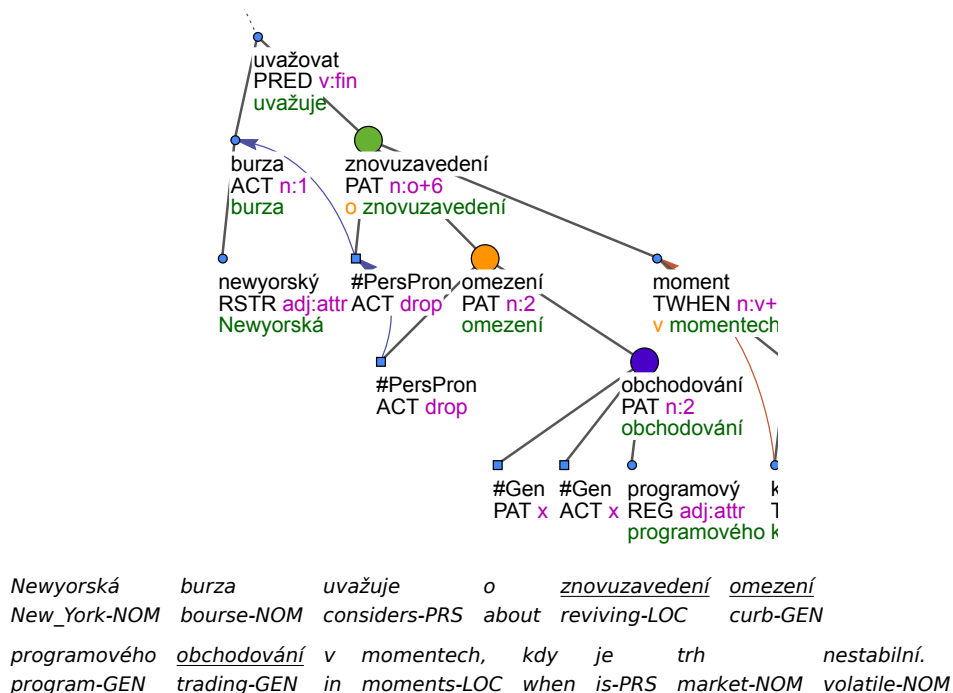 uvažovat
PRED v:fin
uvažuje
burza
ACT n:1
burza
znovuzavedení
PAT n:o+6
o znovuzavedení
newyorský
RSTR adj:attr
Newyorská
#PersPron
ACT drop
omezení
PAT n:2
omezení
moment
TWHEN n:v+
v momentech
#PersPron
ACT drop
obchodování
PAT n:2
obchodování
#Gen
PAT x
#Gen
ACT x
programový
REG adj:attr
programového
k
T
k
Newyorská burza uvažuje o znovuzavedení omezení
New_York-NOM bourse-NOM considers-PRS about reviving-LOC curb-GEN
programového obchodování v momentech, kdy je trh nestabilní.
program-GEN trading-GEN in moments-LOC when is-PRS market-NOM volatile-NOM